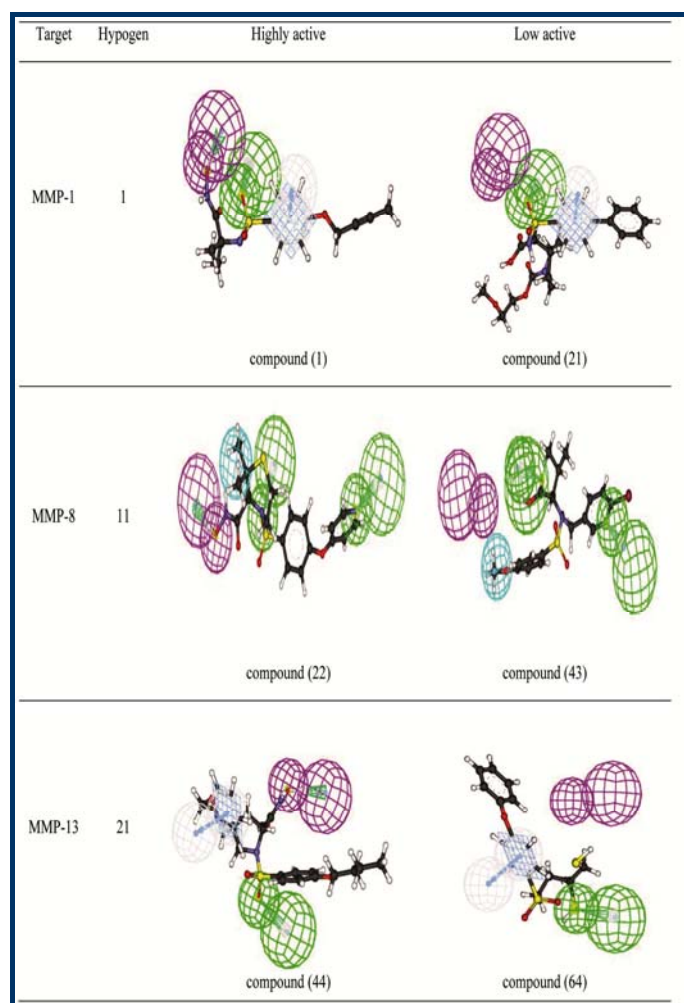 Target Hypogen Highly active Low active
MMP-1 1
compound (1) compound (21)
MMP-8 11
compound (22) compound (43)
MMP-13 21
compound (44) compound (64)